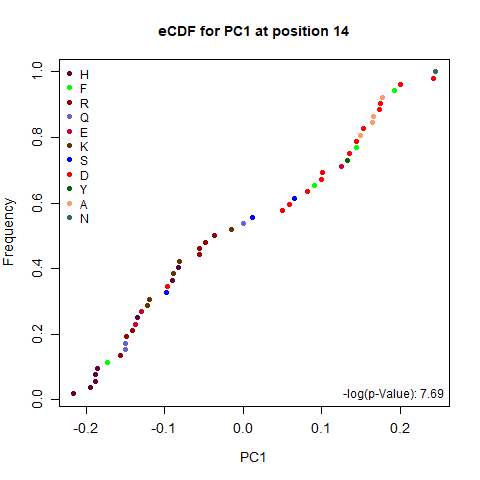 eCDF for PC1 at position 14
Frequency
1.0
0.8
0.6
0.4
0.2
0.0
H
F
R
Q
E
K
S
D
Y
A
N
-log(p-Value): 7.69
-0.2 -0.1 0.0 0.1 0.2
PC1